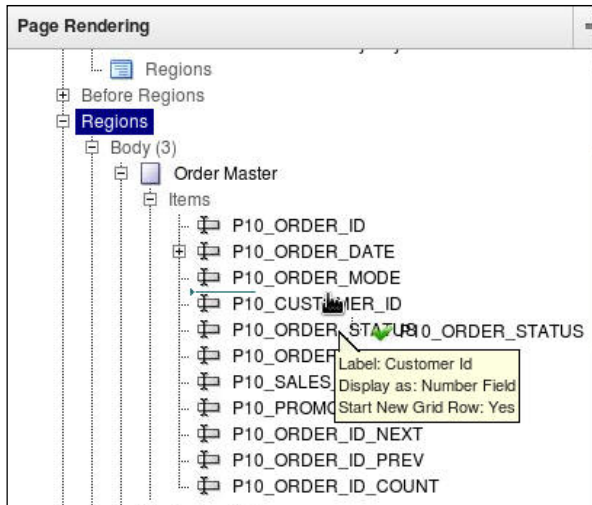 Page Rendering
Regions
Before Regions
Regions
Body (3)
Order Master
Items
P10_ORDER_ID
P10_ORDER_DATE
P10_ORDER_MODE
P10_CUSTOMER_ID
P10_ORDER_STATUS
P10_ORDER_STATUS
P10_ORDER
Label: Customer Id
P10_SALES_
Display as: Number Field
P10_PROMO
Start New Grid Row: Yes
P10_ORDER_ID_NEXT
P10_ORDER_ID_PREV
P10_ORDER_ID_COUNT